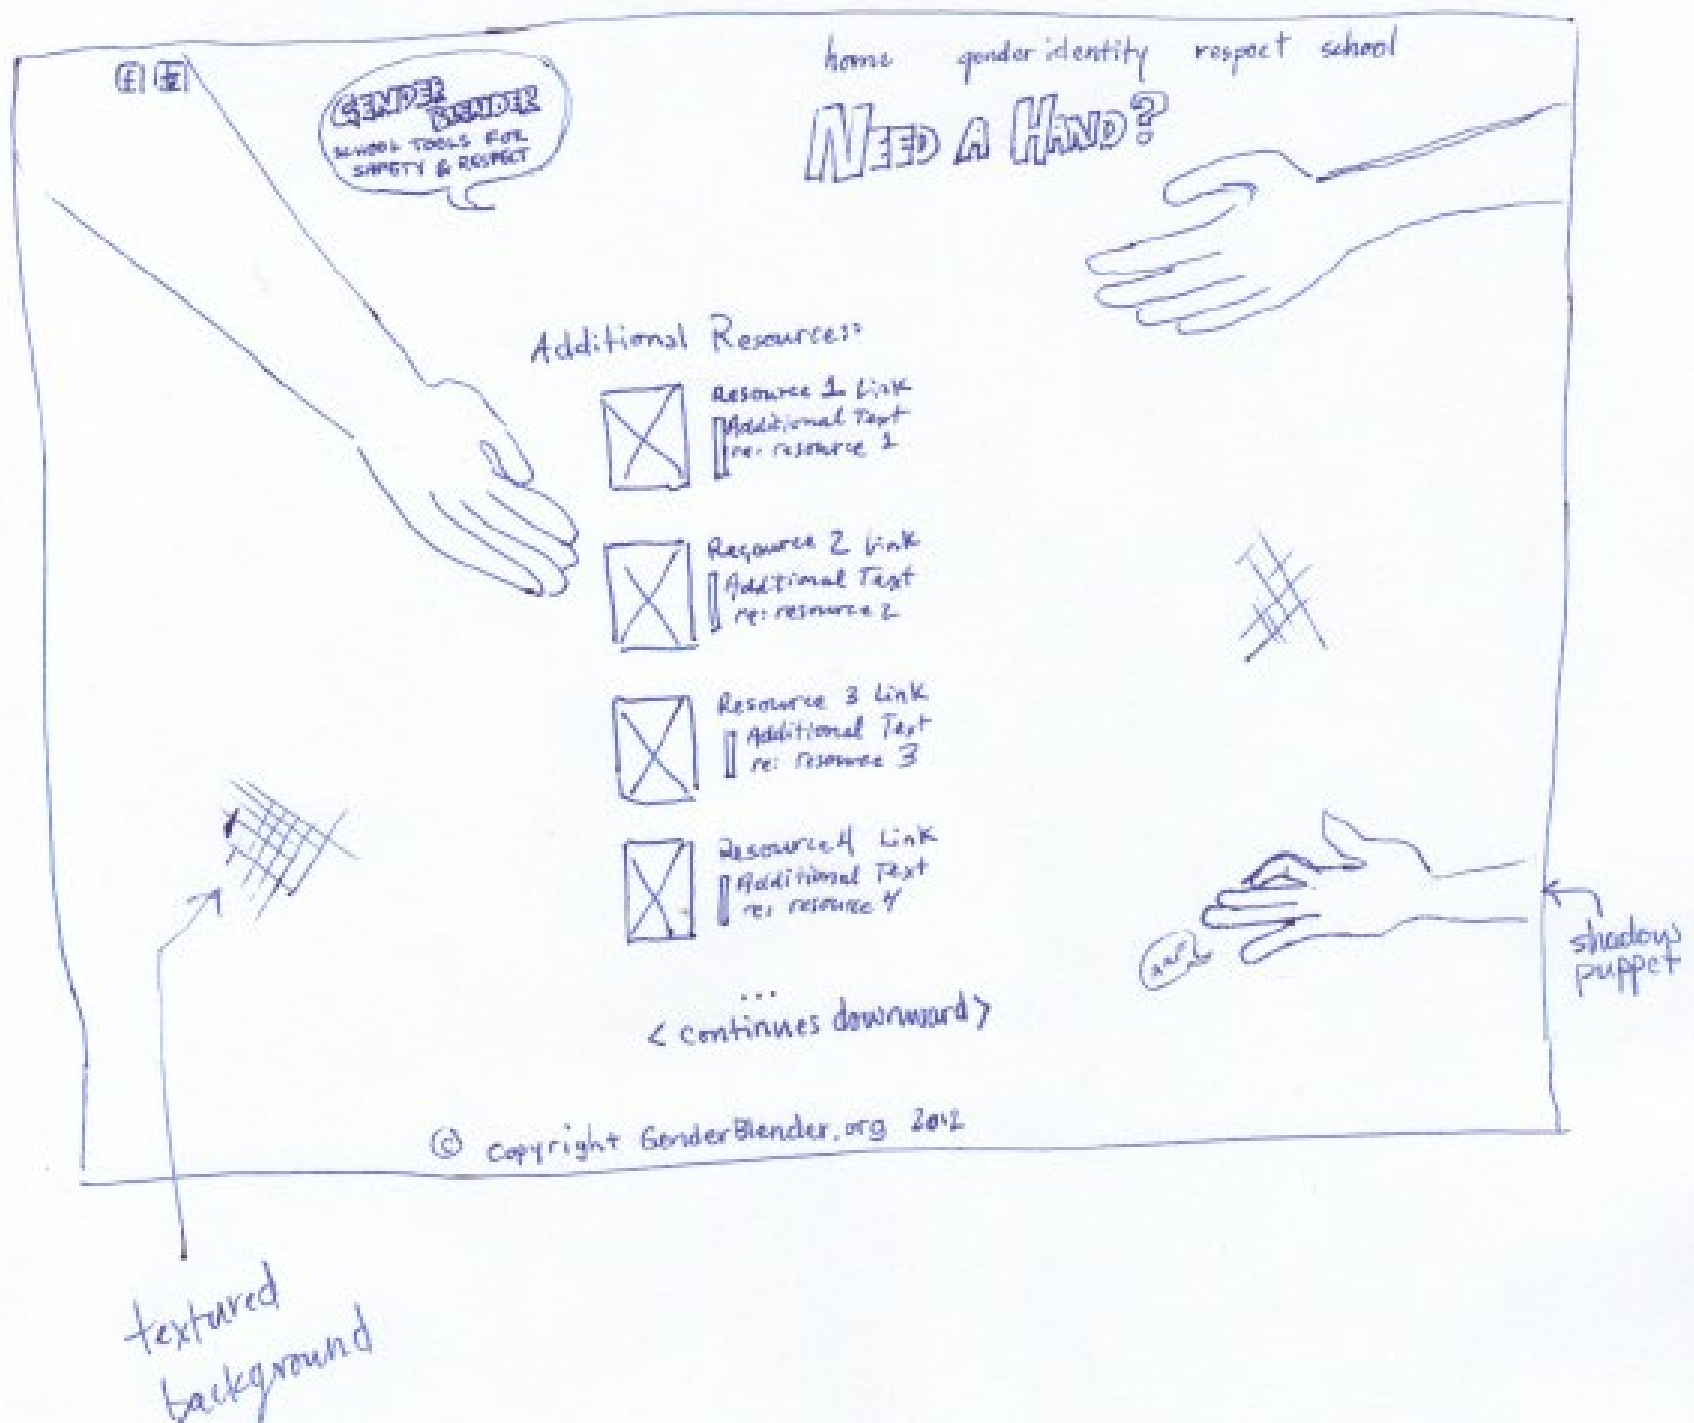 home gender identity respect school
GENDER
BLENDER
SCHOOL TOOLS FOR
SAFETY & RESPECT
NEED A HAND?
Additional Resources:
Resource 1 Link
Additional Text
re: resource 1
Resource 2 Link
Additional Text
re: resource 2
Resource 3 Link
Additional Text
re: resource 3
Resource 4 Link
Additional Text
re: resource 4
...
<continues downward>
shadow
puppet
© copyright GenderBlender.org 2012
textured
background